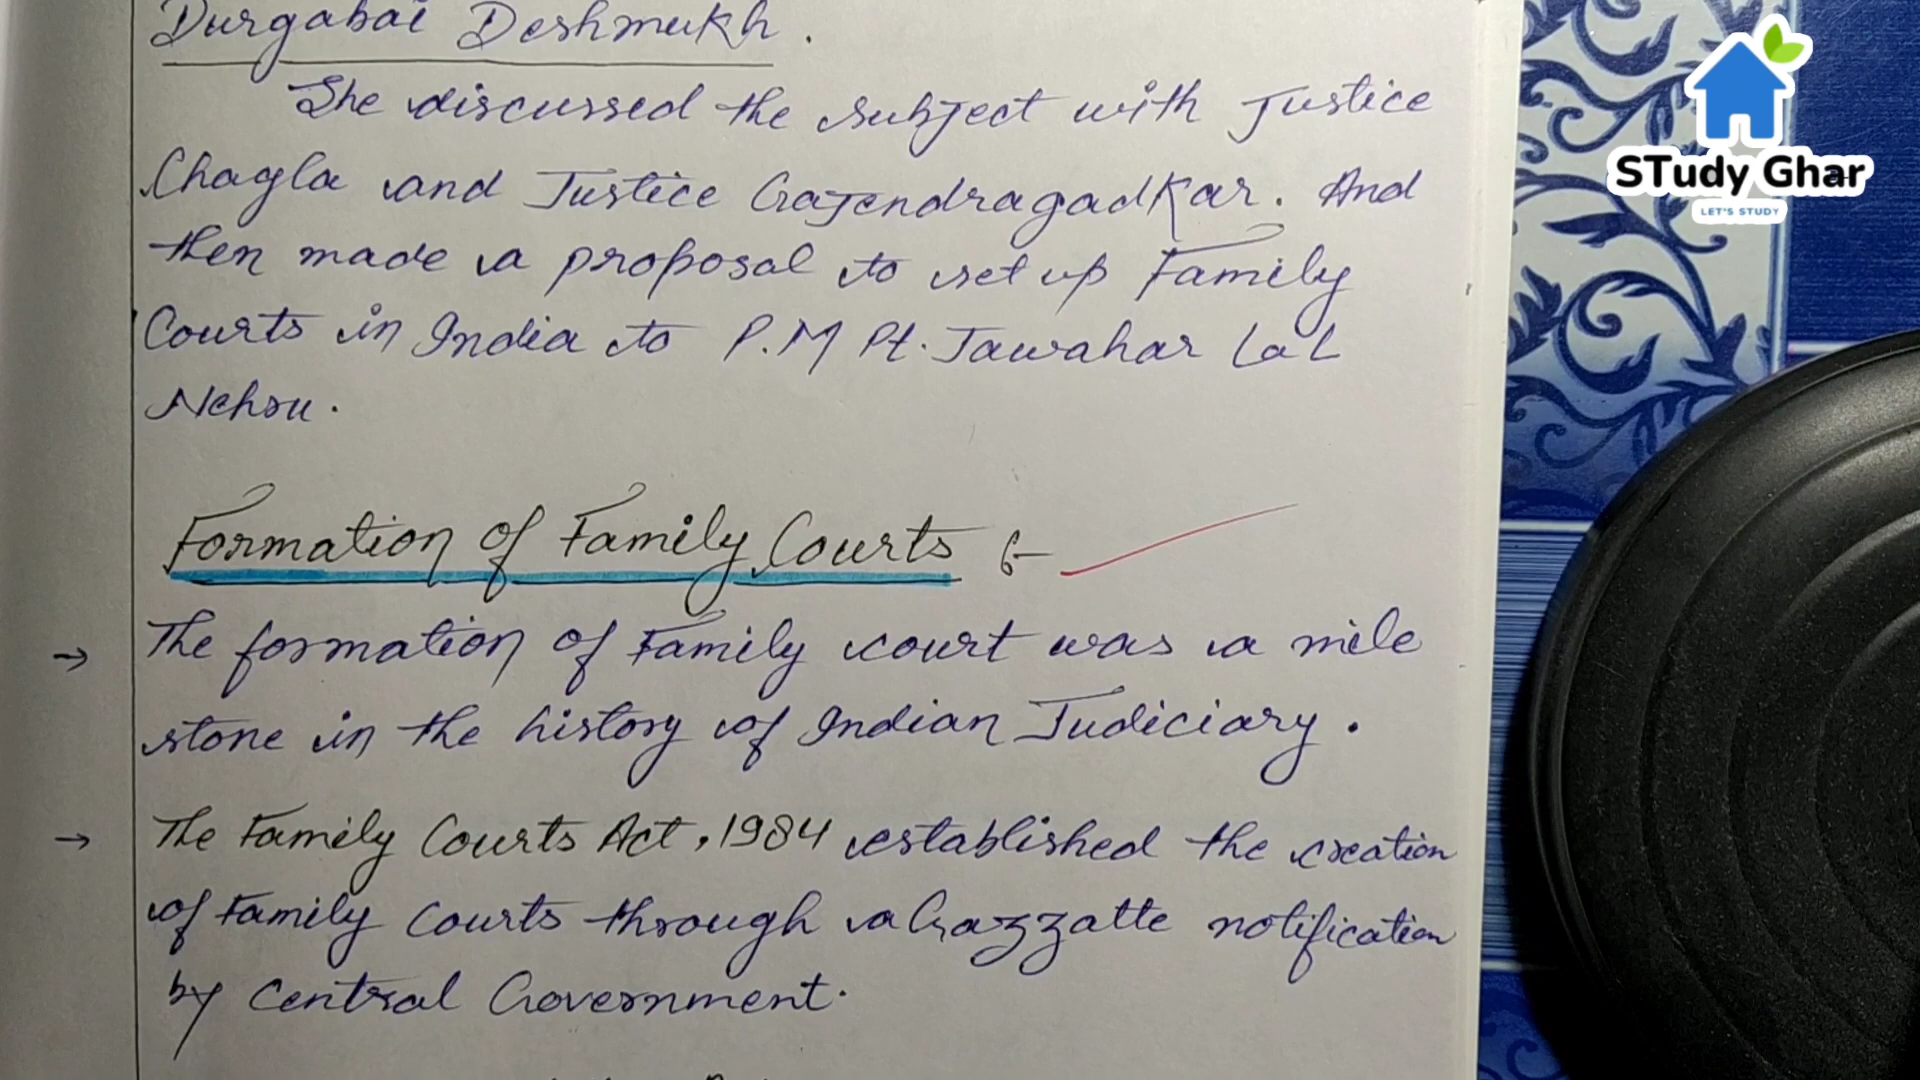 Durgabai Deshmukh.
She discussed the subject with Justice
Chagla and Justice Gajendragadkar. And
then made a proposal to set up Family
Courts in India to P.M Pt. Jawahar Lal
Nehru.
Formation of Family Courts :-
→ The formation of Family court was a mile
stone in the history of Indian Judiciary.
→ The Family Courts Act, 1984 established the creation
of Family Courts through a Gazzatte notification
by Central Government.
STudy Ghar
LET'S STUDY